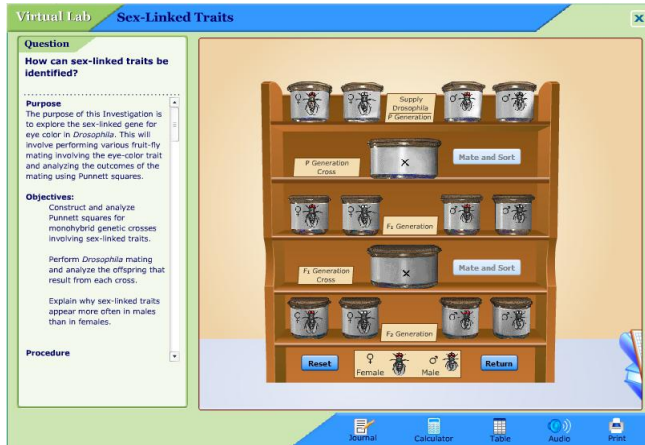 Virtual Lab Sex-Linked Traits
Question
How can sex-linked traits be
identified?
Purpose
The purpose of this Investigation is
to explore the sex-linked gene for
eye color in Drosophila. This will
involve performing various fruit-fly
mating involving the eye-color trait
and analyzing the outcomes of the
mating using Punnett squares.
Objectives:
Construct and analyze
Punnett squares for
monohybrid genetic crosses
involving sex-linked traits.
Perform Drosophila mating
and analyze the offspring that
result from each cross.
Explain why sex-linked traits
appear more often in males
than in females.
Procedure
♀ ♀ ♂ ♂
Supply
Drosophila
P Generation
P Generation
Cross
X
Mate and Sort
♀ ♀ ♂ ♂
F₁ Generation
F₁ Generation
Cross
X
Mate and Sort
♀ ♀ ♂ ♂
F₂ Generation
Reset
♀
Female
♂
Male
Return
Journal
Calculator
Table
Audio
Print